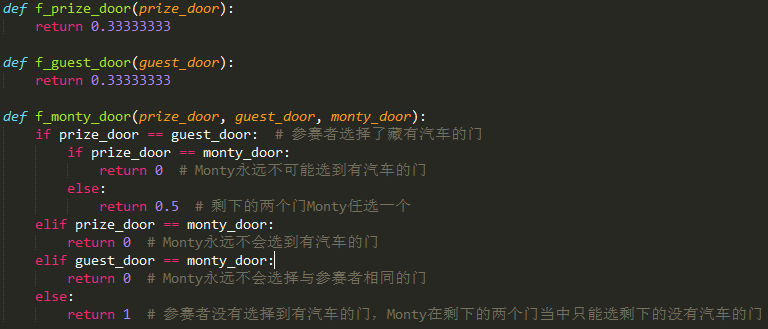 def f_prize_door(prize_door):
    return 0.33333333

def f_guest_door(guest_door):
    return 0.33333333

def f_monty_door(prize_door, guest_door, monty_door):
    if prize_door == guest_door:  # 参赛者选择了藏有汽车的门
        if prize_door == monty_door:
            return 0  # Monty永远不可能选到有汽车的门
        else:
            return 0.5  # 剩下的两个门Monty任选一个
    elif prize_door == monty_door:
        return 0  # Monty永远不会选到有汽车的门
    elif guest_door == monty_door:
        return 0  # Monty永远不会选择与参赛者相同的门
    else:
        return 1  # 参赛者没有选择到有汽车的门，Monty在剩下的两个门当中只能选剩下的没有汽车的门